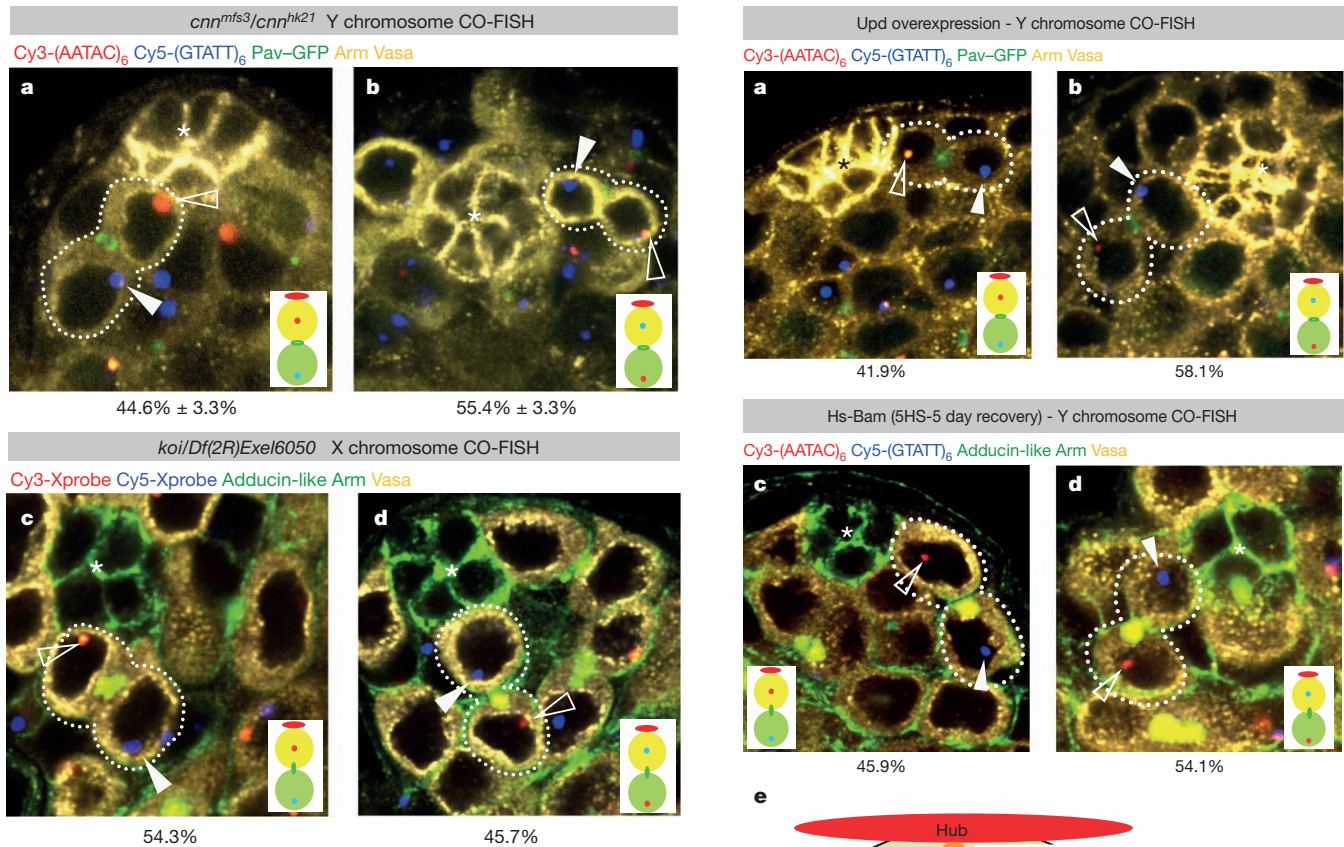 cnn^mfs3/cnn^hk21 Y chromosome CO-FISH
Cy3-(AATAC)6 Cy5-(GTATT)6 Pav–GFP Arm Vasa
a
*
b
*
44.6% ± 3.3%
55.4% ± 3.3%
koi/Df(2R)Exel6050 X chromosome CO-FISH
Cy3-Xprobe Cy5-Xprobe Adducin-like Arm Vasa
c
*
d
*
54.3%
45.7%
Upd overexpression - Y chromosome CO-FISH
Cy3-(AATAC)6 Cy5-(GTATT)6 Pav–GFP Arm Vasa
a
*
b
*
41.9%
58.1%
Hs-Bam (5HS-5 day recovery) - Y chromosome CO-FISH
Cy3-(AATAC)6 Cy5-(GTATT)6 Adducin-like Arm Vasa
c
*
d
*
45.9%
54.1%
e
Hub